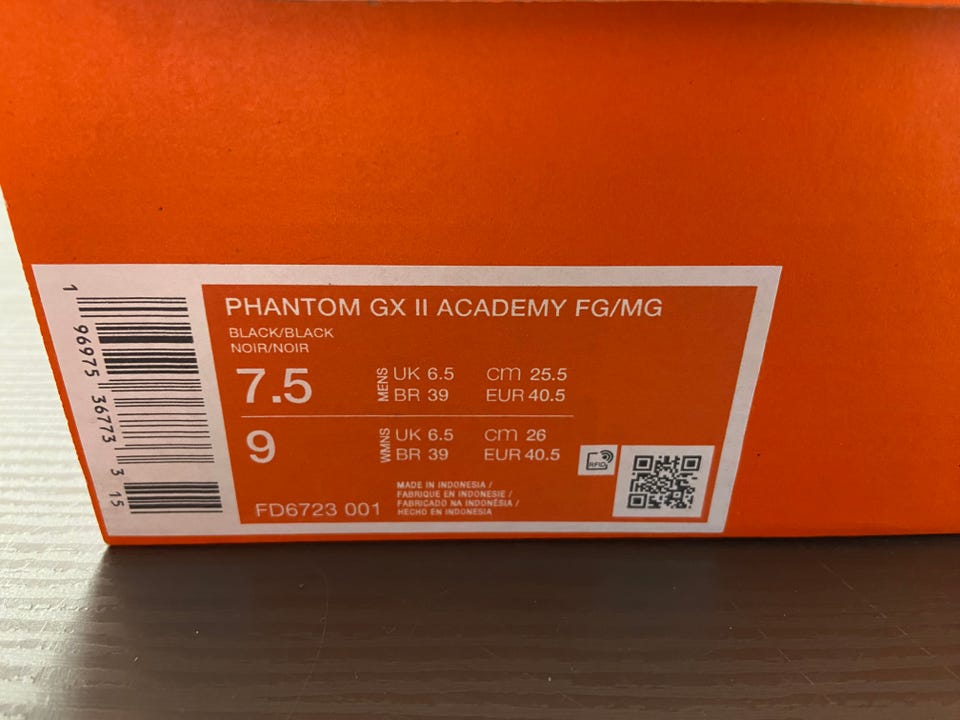 PHANTOM GX II ACADEMY FG/MG
BLACK/BLACK
NOIR/NOIR
7.5 MENS UK 6.5 cm 25.5
BR 39 EUR 40.5
9 WMNS UK 6.5 cm 26
BR 39 EUR 40.5
RFID
FD6723 001
MADE IN INDONESIA /
FABRIQUE EN INDONESIE /
FABRICADO NA INDONÉSIA /
HECHO EN INDONESIA
1 96975 36773 3 15